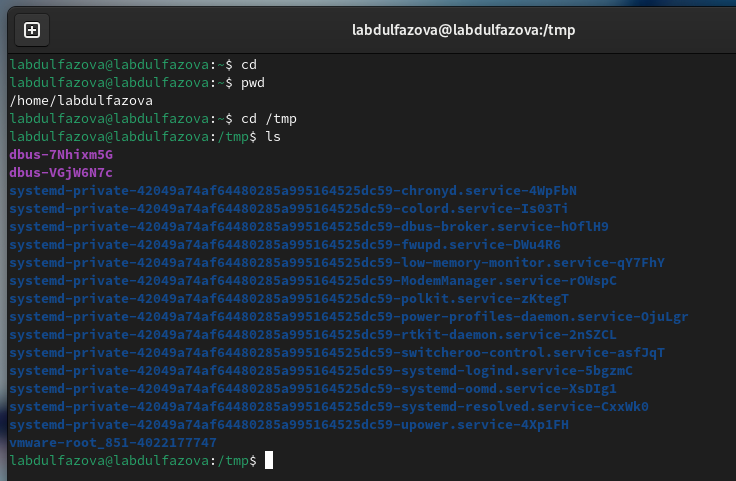 labdulfazova@labdulfazova:/tmp
labdulfazova@labdulfazova:~$ cd
labdulfazova@labdulfazova:~$ pwd
/home/labdulfazova
labdulfazova@labdulfazova:~$ cd /tmp
labdulfazova@labdulfazova:/tmp$ ls
dbus-7Nhixm5G
dbus-VGjW6N7c
systemd-private-42049a74af64480285a995164525dc59-chronyd.service-4WpFbN
systemd-private-42049a74af64480285a995164525dc59-colord.service-Is03Ti
systemd-private-42049a74af64480285a995164525dc59-dbus-broker.service-hOflH9
systemd-private-42049a74af64480285a995164525dc59-fwupd.service-DWu4R6
systemd-private-42049a74af64480285a995164525dc59-low-memory-monitor.service-qY7FhY
systemd-private-42049a74af64480285a995164525dc59-ModemManager.service-rOWspC
systemd-private-42049a74af64480285a995164525dc59-polkit.service-zKtegT
systemd-private-42049a74af64480285a995164525dc59-power-profiles-daemon.service-OjuLgr
systemd-private-42049a74af64480285a995164525dc59-rtkit-daemon.service-2nSZCL
systemd-private-42049a74af64480285a995164525dc59-switcheroo-control.service-asfJqT
systemd-private-42049a74af64480285a995164525dc59-systemd-logind.service-5bgzmC
systemd-private-42049a74af64480285a995164525dc59-systemd-oomd.service-XsDIg1
systemd-private-42049a74af64480285a995164525dc59-systemd-resolved.service-CxxWk0
systemd-private-42049a74af64480285a995164525dc59-upower.service-4Xp1FH
vmware-root_851-4022177747
labdulfazova@labdulfazova:/tmp$